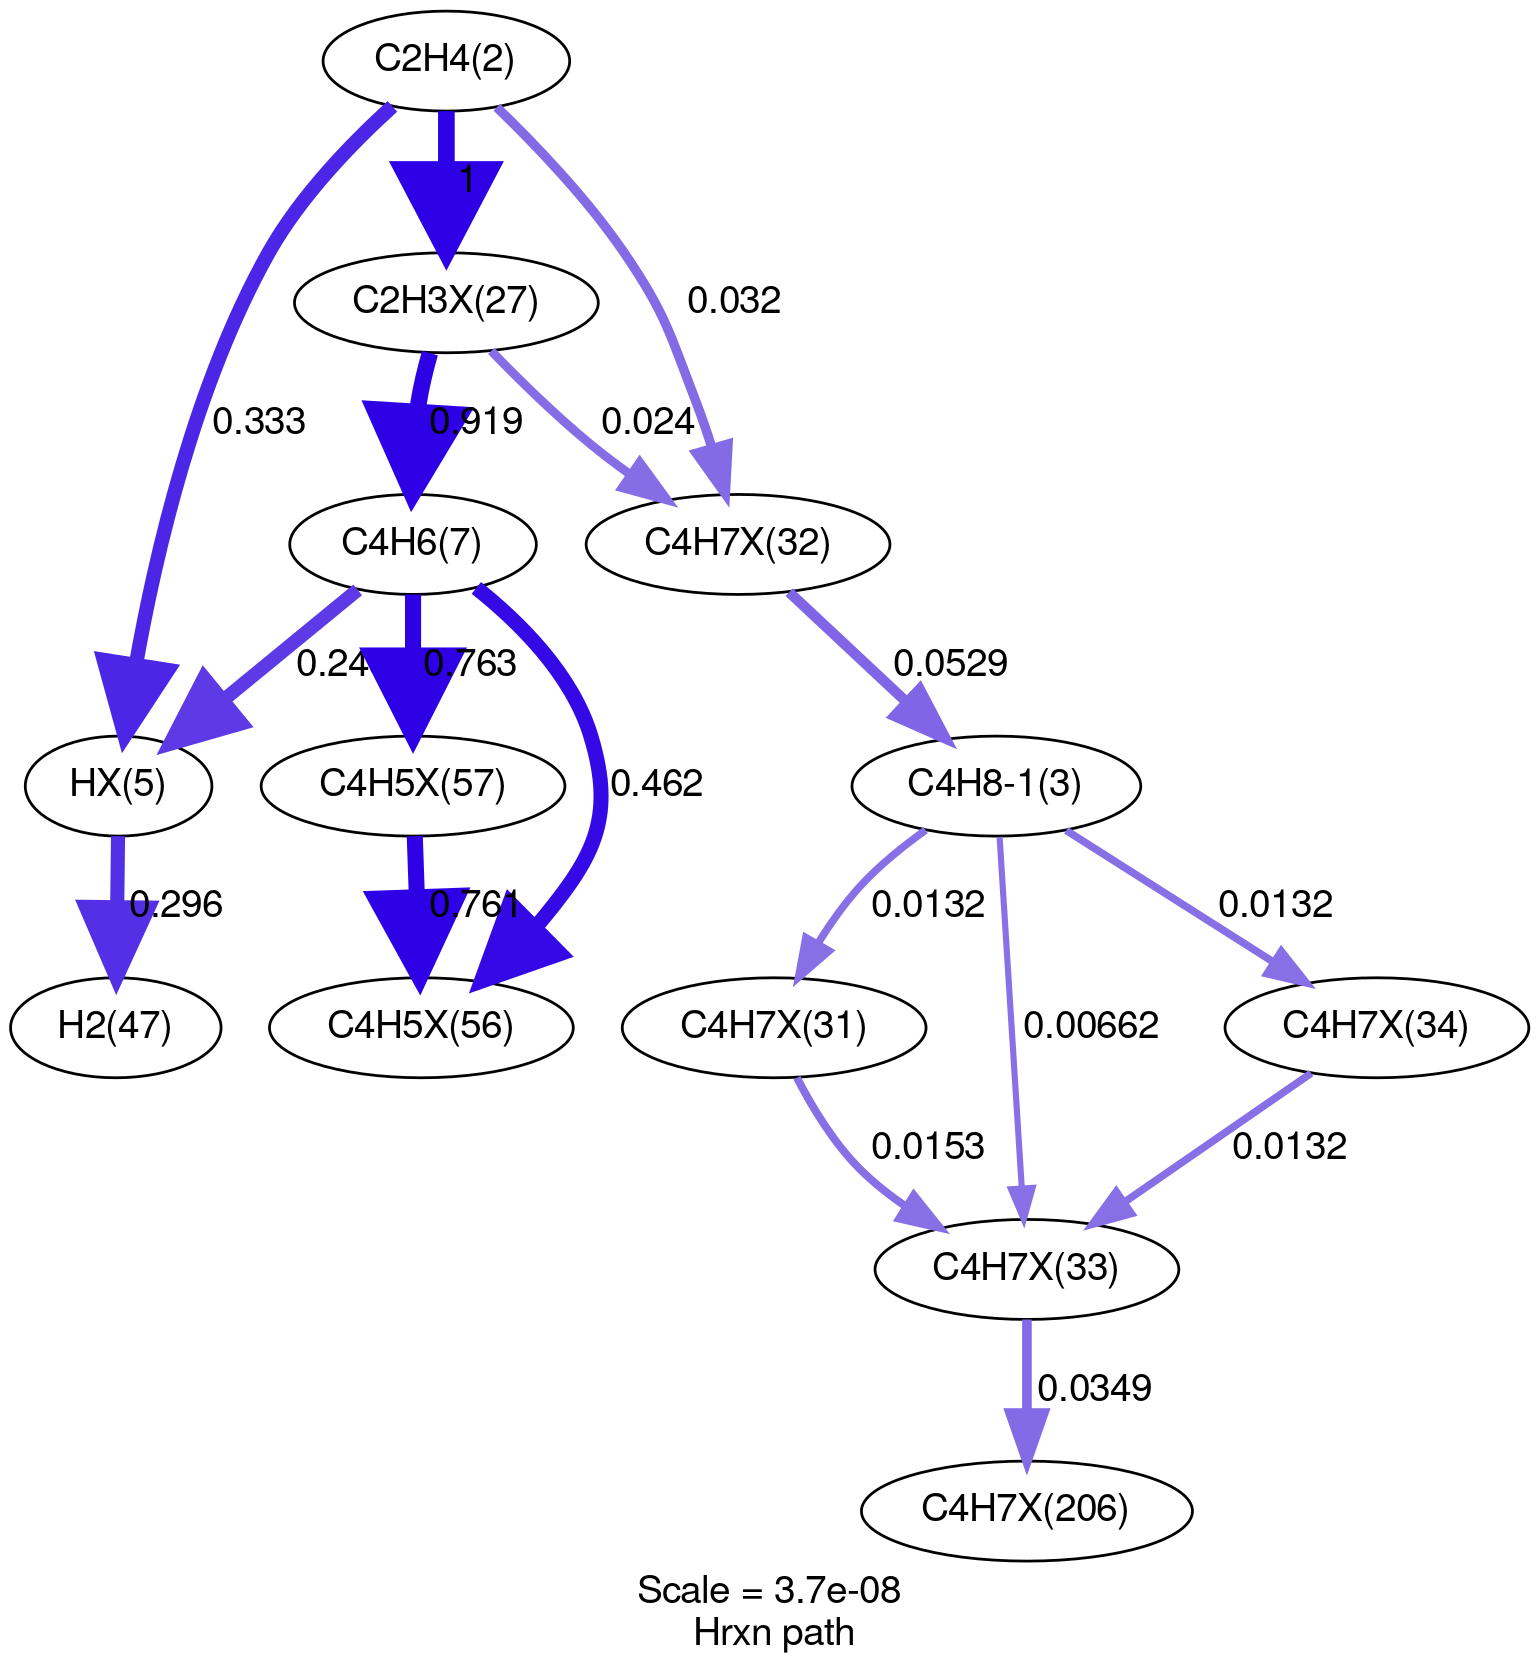 C2H4(2)
1
C2H3X(27)
0.032
0.333
0.919
0.024
C4H6(7)
C4H7X(32)
0.24
0.763
0.0529
HX(5)
C4H5X(57)
0.462
C4H8-1(3)
0.296
0.761
0.0132
0.0132
H2(47)
C4H5X(56)
C4H7X(31)
0.00662
C4H7X(34)
0.0153
0.0132
C4H7X(33)
0.0349
C4H7X(206)
Scale = 3.7e-08
Hrxn path